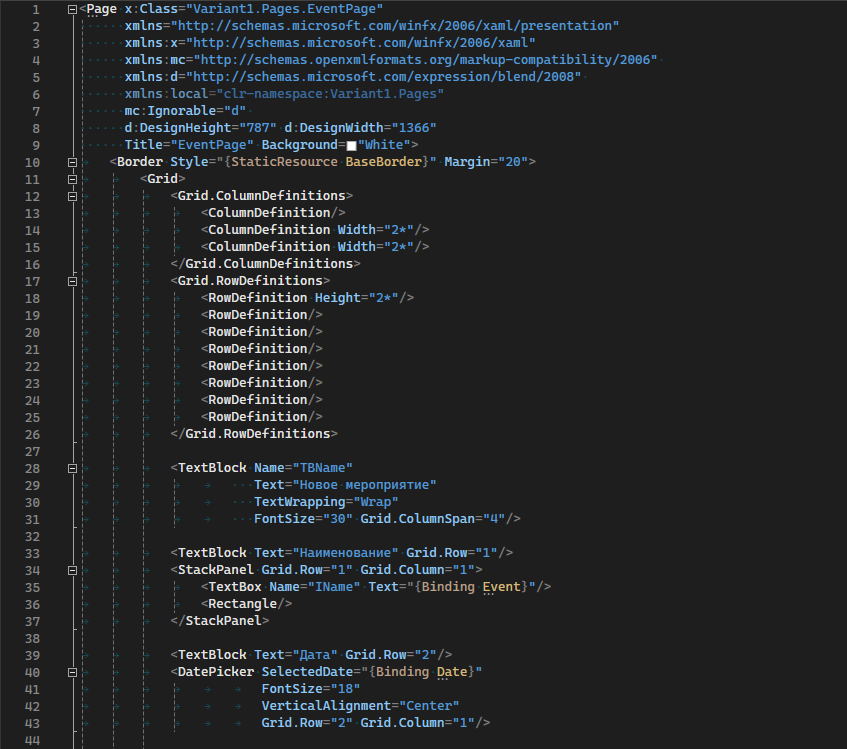 1 <Page x:Class="Variant1.Pages.EventPage"
2 xmlns="http://schemas.microsoft.com/winfx/2006/xaml/presentation"
3 xmlns:x="http://schemas.microsoft.com/winfx/2006/xaml"
4 xmlns:mc="http://schemas.openxmlformats.org/markup-compatibility/2006"
5 xmlns:d="http://schemas.microsoft.com/expression/blend/2008"
6 xmlns:local="clr-namespace:Variant1.Pages"
7 mc:Ignorable="d"
8 d:DesignHeight="787" d:DesignWidth="1366"
9 Title="EventPage" Background="White">
10 <Border Style="{StaticResource BaseBorder}" Margin="20">
11 <Grid>
12 <Grid.ColumnDefinitions>
13 <ColumnDefinition/>
14 <ColumnDefinition Width="2*"/>
15 <ColumnDefinition Width="2*"/>
16 </Grid.ColumnDefinitions>
17 <Grid.RowDefinitions>
18 <RowDefinition Height="2*"/>
19 <RowDefinition/>
20 <RowDefinition/>
21 <RowDefinition/>
22 <RowDefinition/>
23 <RowDefinition/>
24 <RowDefinition/>
25 <RowDefinition/>
26 </Grid.RowDefinitions>
27
28 <TextBlock Name="TBName"
29 Text="Новое мероприятие"
30 TextWrapping="Wrap"
31 FontSize="30" Grid.ColumnSpan="4"/>
32
33 <TextBlock Text="Наименование" Grid.Row="1"/>
34 <StackPanel Grid.Row="1" Grid.Column="1">
35 <TextBox Name="IName" Text="{Binding Event}"/>
36 <Rectangle/>
37 </StackPanel>
38
39 <TextBlock Text="Дата" Grid.Row="2"/>
40 <DatePicker SelectedDate="{Binding Date}"
41 FontSize="18"
42 VerticalAlignment="Center"
43 Grid.Row="2" Grid.Column="1"/>
44